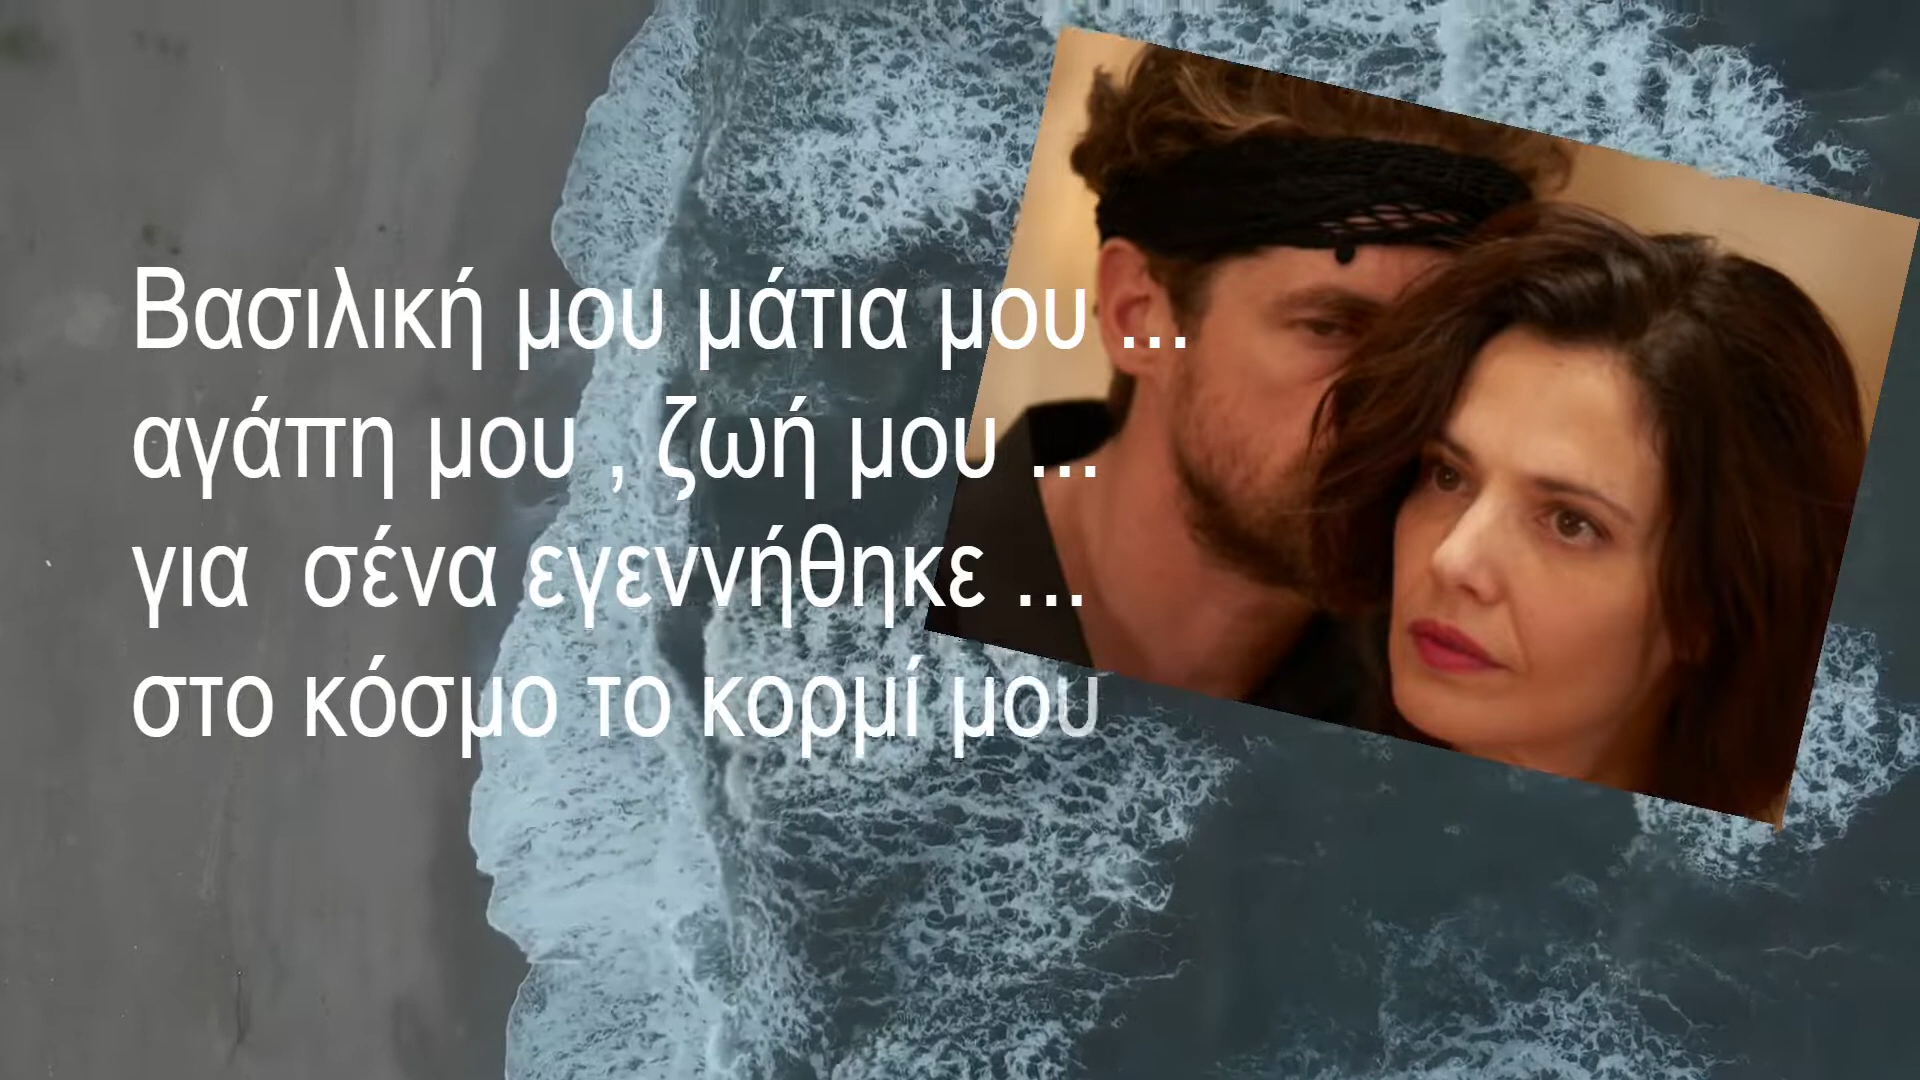 Βασιλική μου μάτια μου ...
αγάπη μου , ζωή μου ...
για σένα εγεννήθηκε ...
στο κόσμο το κορμί μου